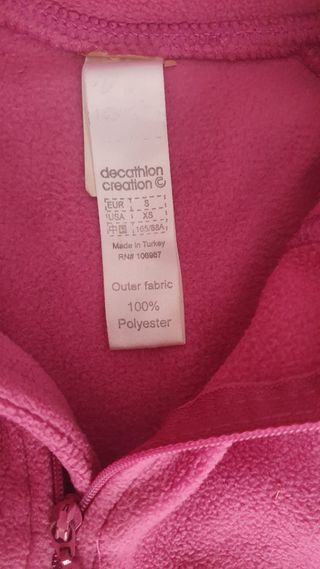 decathlon
creation ©
EUR S
USA XS
中国 165/88A
Made in Turkey
RN# 106987
Outer fabric
100%
Polyester